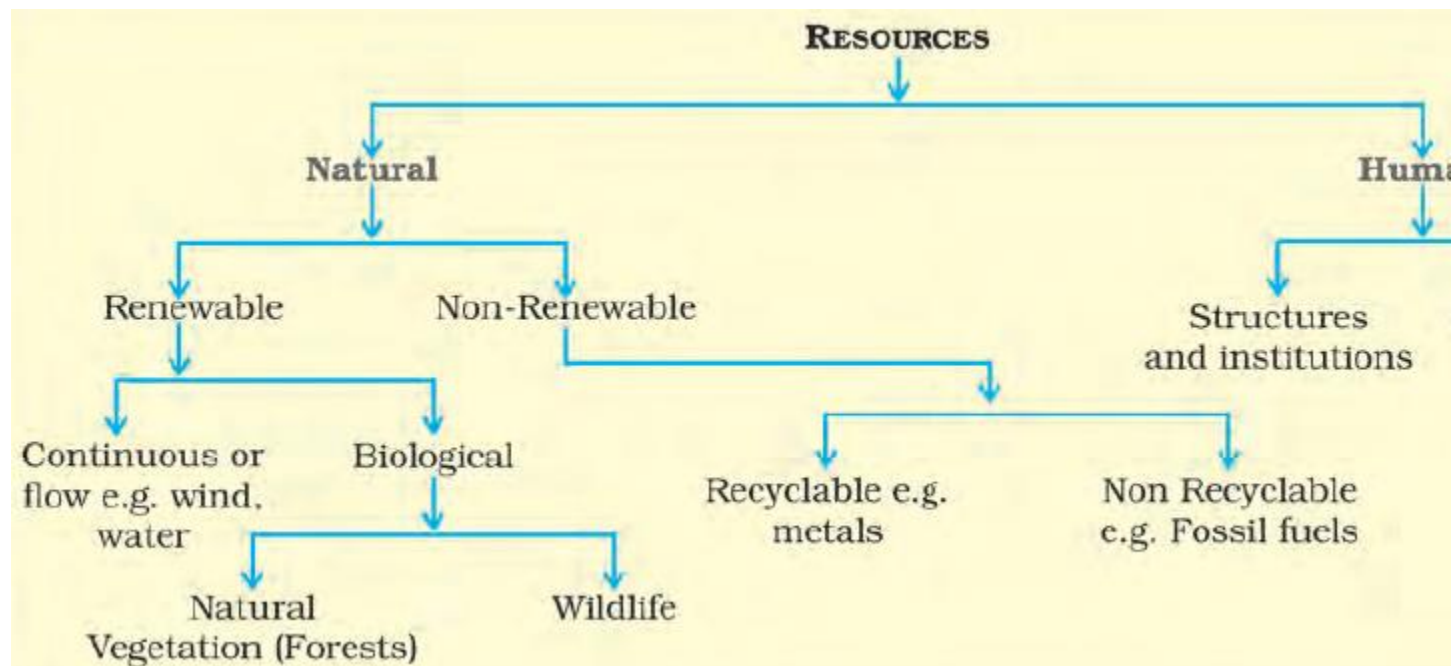 RESOURCES
Natural
Huma
Renewable
Non-Renewable
Structures
and institutions
Continuous or
flow e.g. wind,
water
Biological
Recyclable e.g.
metals
Non Recyclable
e.g. Fossil fuels
Natural
Vegetation (Forests)
Wildlife